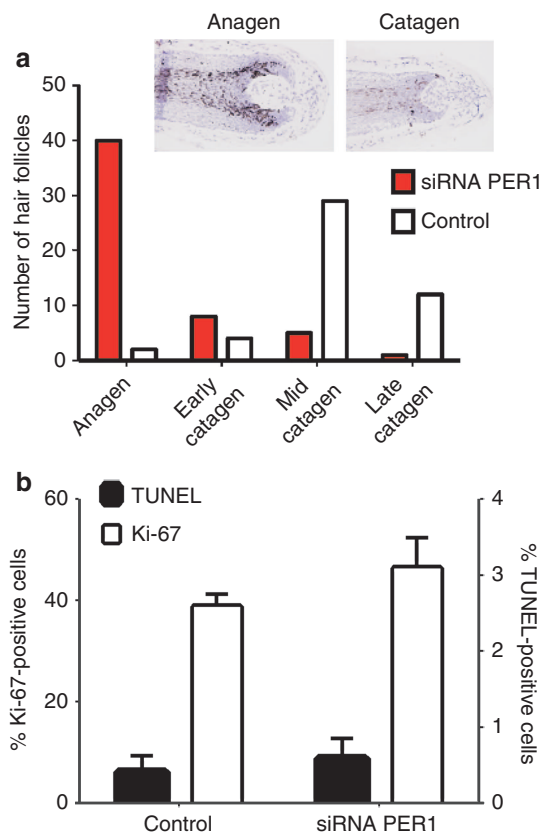 Anagen
Catagen
a
50
40
30
20
10
0
Number of hair follicles
siRNA PER1
Control
Anagen
Early
catagen
Mid
catagen
Late
catagen
b
TUNEL
Ki-67
60
40
20
0
% Ki-67-positive cells
4
3
2
1
0
% TUNEL-positive
cells
Control
siRNA PER1